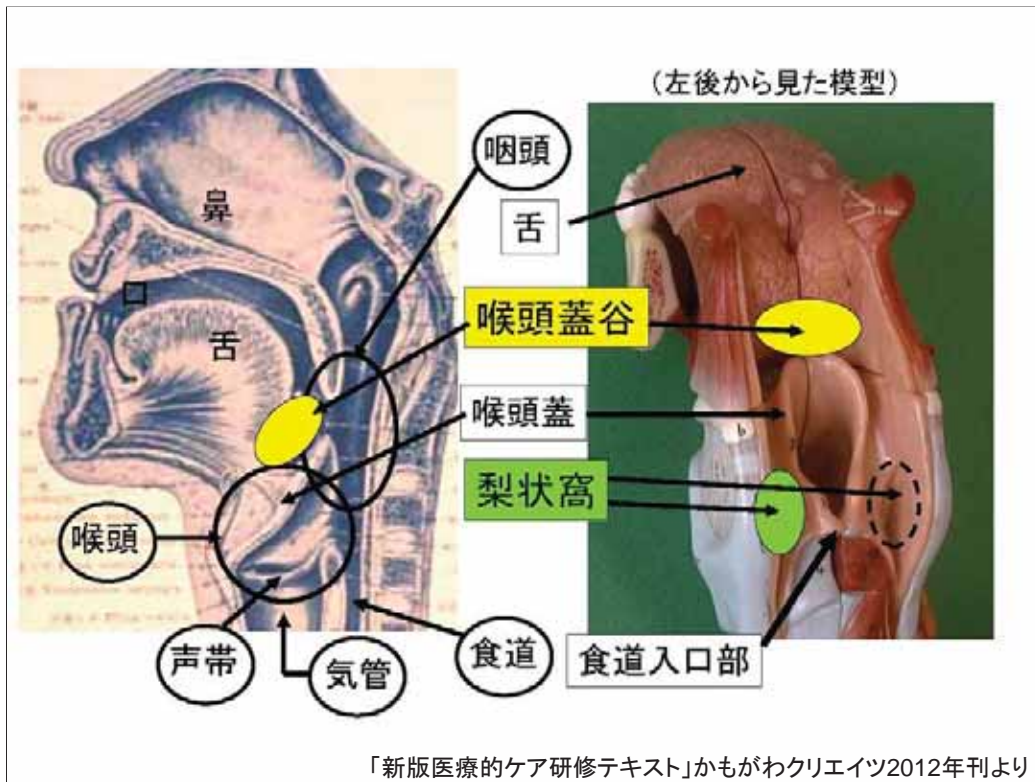 (左後から見た模型)
咽頭
鼻
舌
口
喉頭蓋谷
舌
喉頭蓋
梨状窩
喉頭
声帯
気管
食道
食道入口部
「新版医療的ケア研修テキスト」かもがわクリエイツ2012年刊より